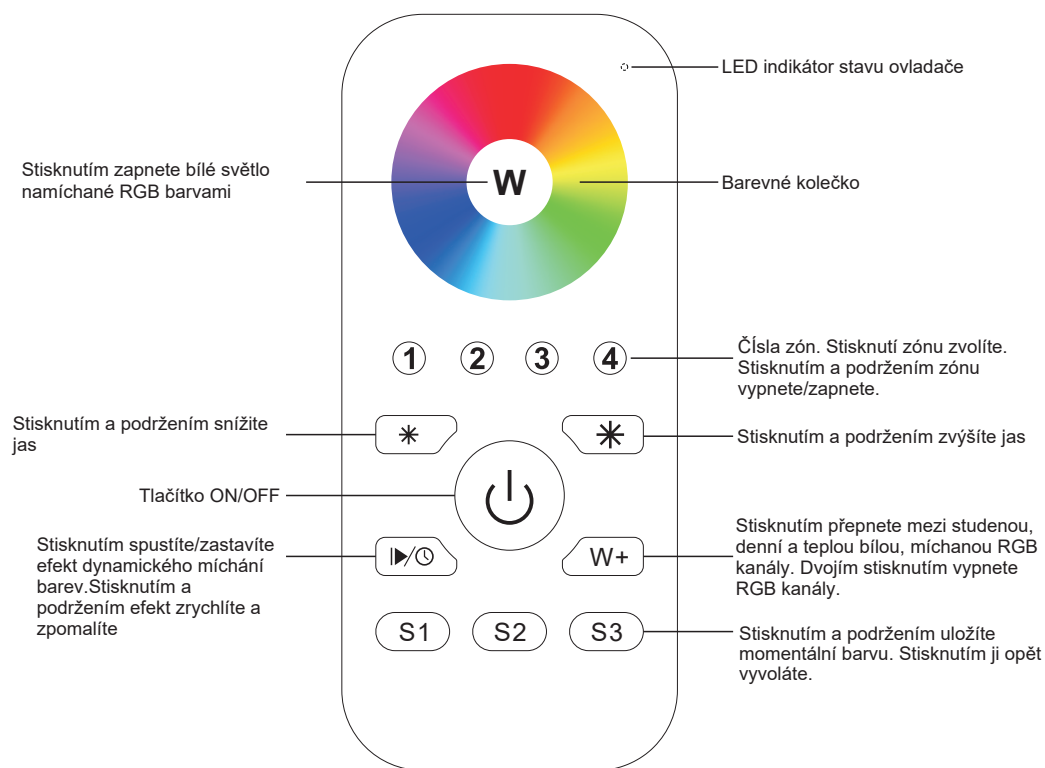 LED indikátor stavu ovladače
Stisknutím zapnete bílé světlo
namíchané RGB barvami
W
Barevné kolečko
1 2 3 4
ČÍsla zón. Stisknutí zónu zvolíte.
Stisknutím a podržením zónu
vypnete/zapnete.
Stisknutím a podržením snížite
jas
Stisknutím a podržením zvýšíte jas
Tlačítko ON/OFF
Stisknutím spustíte/zastavíte
efekt dynamického míchání
barev.Stisknutím a
podržením efekt zrychlíte a
zpomalíte
W+
Stisknutím přepnete mezi studenou,
denní a teplou bílou, míchanou RGB
kanály. Dvojím stisknutím vypnete
RGB kanály.
S1 S2 S3
Stisknutím a podržením uložíte
momentální barvu. Stisknutím ji opět
vyvoláte.